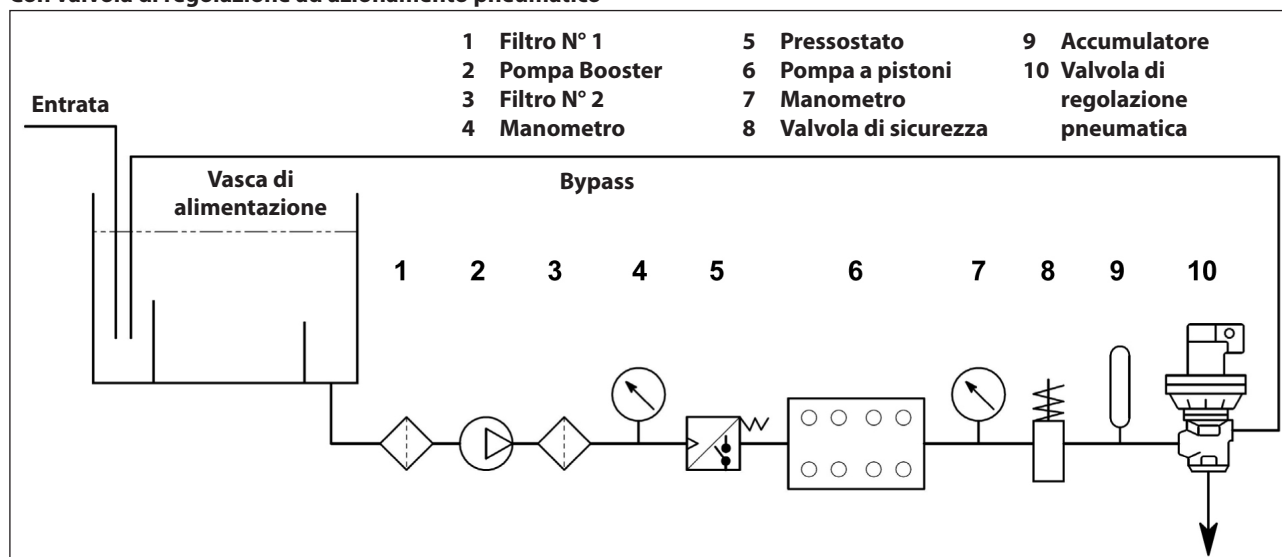 Con valvola di regolazione ad azionamento pneumatico
1 Filtro N° 1
2 Pompa Booster
3 Filtro N° 2
4 Manometro
5 Pressostato
6 Pompa a pistoni
7 Manometro
8 Valvola di sicurezza
9 Accumulatore
10 Valvola di
regolazione
pneumatica
Entrata
Vasca di
alimentazione
Bypass
1 2 3 4 5 6 7 8 9 10